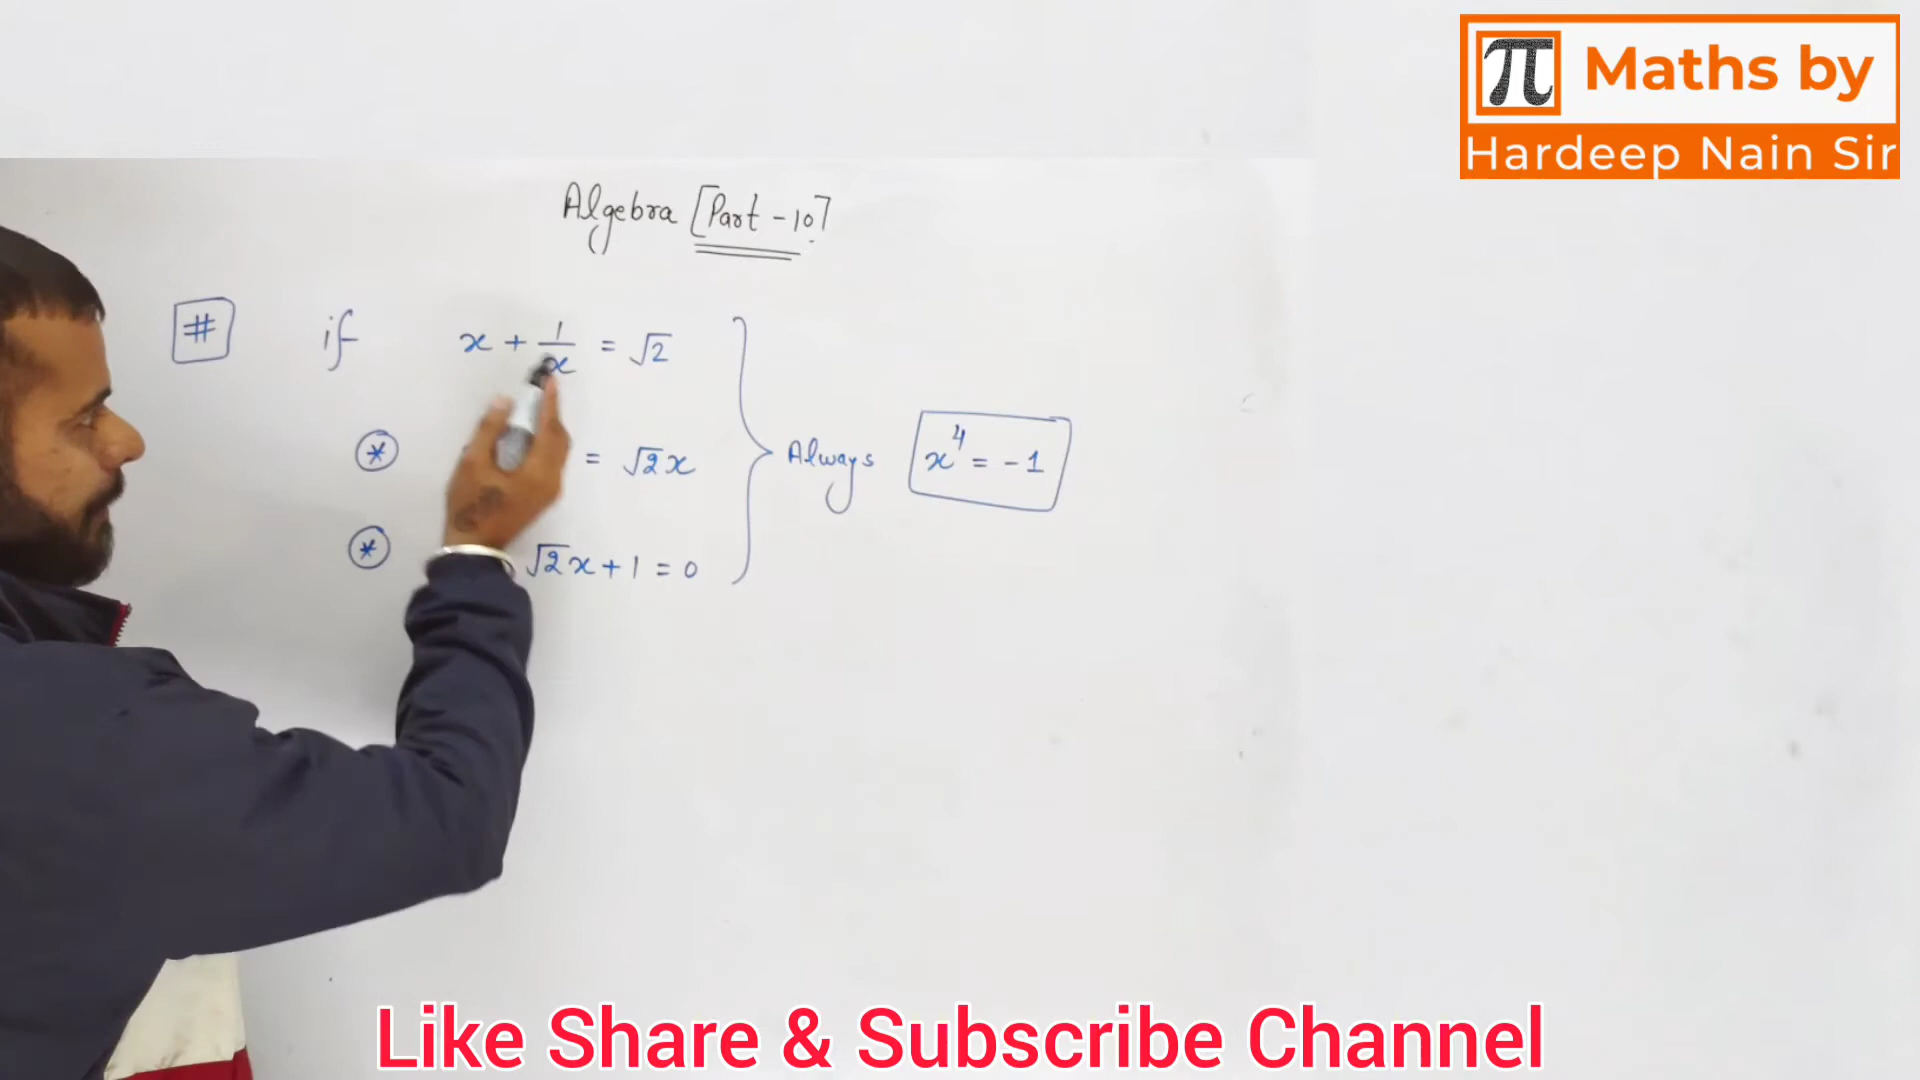 π Maths by
Hardeep Nain Sir
Algebra [Part - 10]
# if x + 1/x = √2
* = √2x
* √2x + 1 = 0
Always x⁴ = -1
Like Share & Subscribe Channel